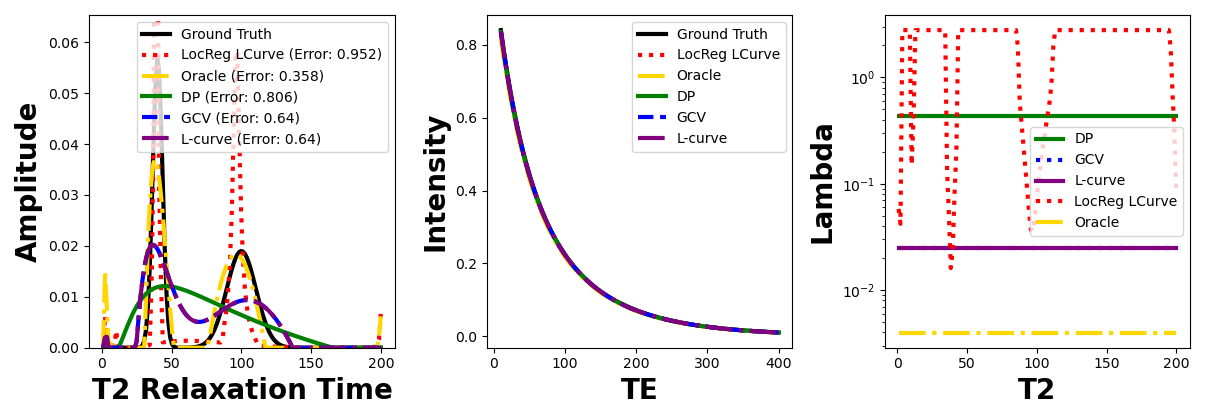 Amplitude
0.06
0.05
0.04
0.03
0.02
0.01
0.00
0
50
100
150
200
T2 Relaxation Time
Ground Truth
LocReg LCurve (Error: 0.952)
Oracle (Error: 0.358)
DP (Error: 0.806)
GCV (Error: 0.64)
L-curve (Error: 0.64)
Intensity
0.8
0.6
0.4
0.2
0.0
0
100
200
300
400
TE
Ground Truth
LocReg LCurve
Oracle
DP
GCV
L-curve
Lambda
10⁰
10⁻¹
10⁻²
0
50
100
150
200
T2
DP
GCV
L-curve
LocReg LCurve
Oracle